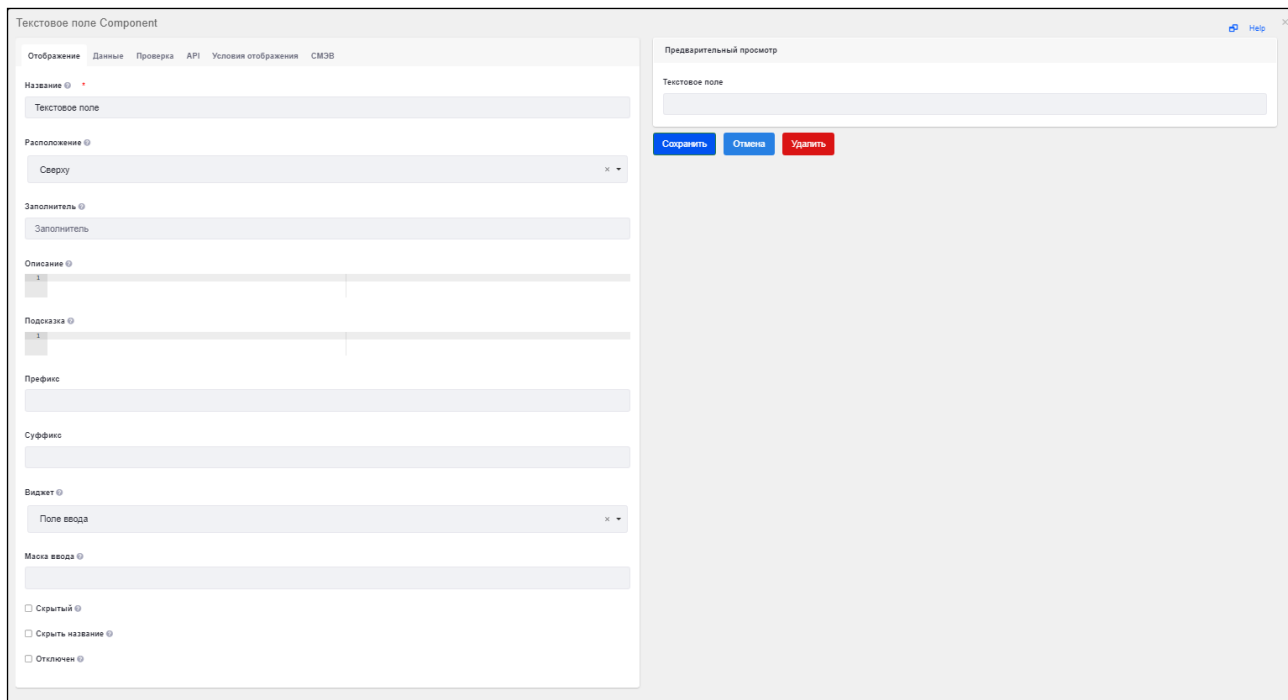 Текстовое поле Component
Help
Отображение Данные Проверка API Условия отображения СМЭВ
Название *
Текстовое поле
Расположение
Сверху
Заполнитель
Заполнитель
Описание
1
Подсказка
1
Префикс
Суффикс
Виджет
Поле ввода
Маска ввода
Скрытый
Скрыть название
Отключен
Предварительный просмотр
Текстовое поле
Сохранить Отмена Удалить